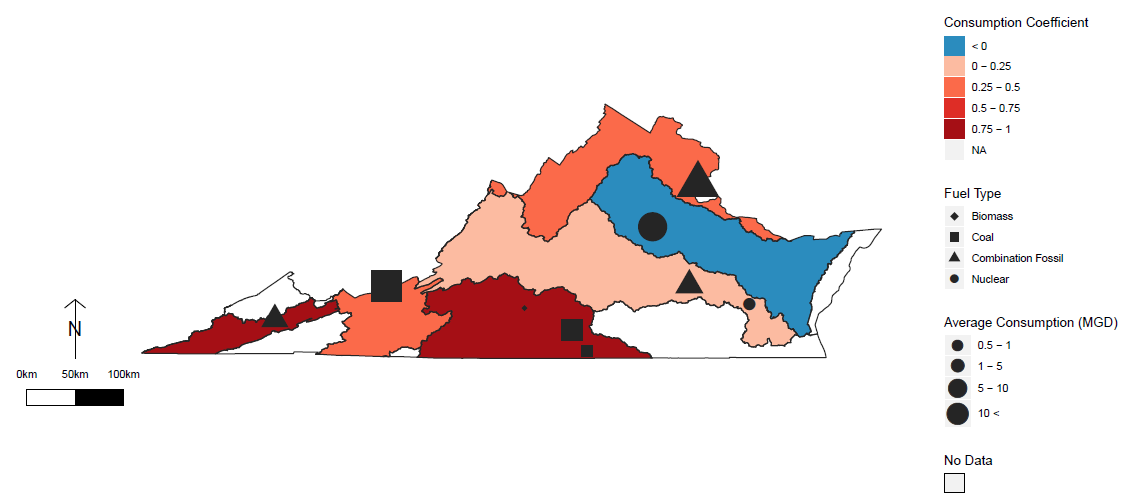 Consumption Coefficient
< 0
0 – 0.25
0.25 – 0.5
0.5 – 0.75
0.75 – 1
NA
Fuel Type
Biomass
Coal
Combination Fossil
Nuclear
N
Average Consumption (MGD)
0.5 – 1
1 – 5
5 – 10
10 <
0km 50km 100km
No Data